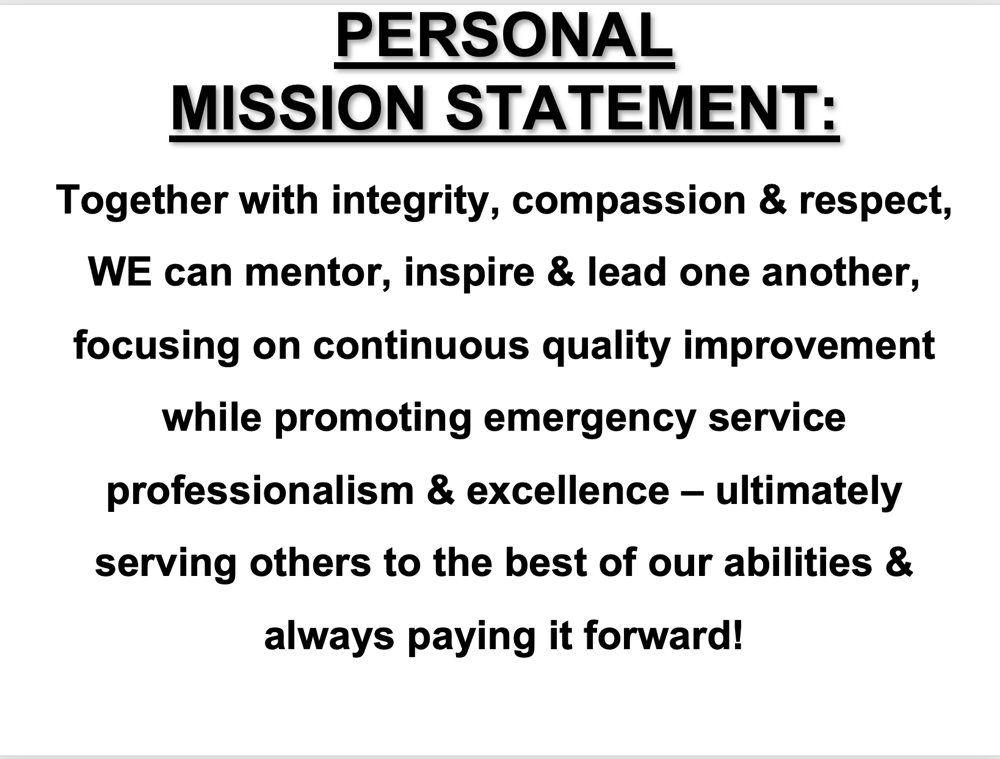 PERSONAL
MISSION STATEMENT:
Together with integrity, compassion & respect,
WE can mentor, inspire & lead one another,
focusing on continuous quality improvement
while promoting emergency service
professionalism & excellence – ultimately
serving others to the best of our abilities &
always paying it forward!